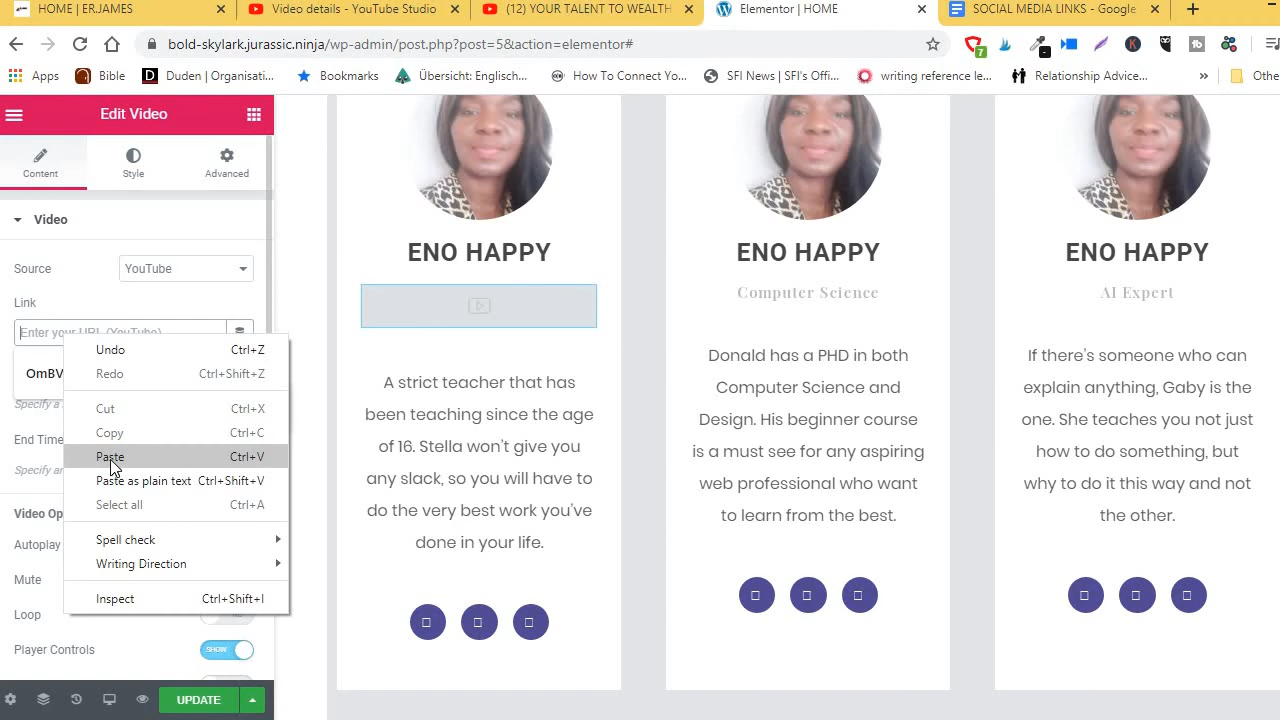 HOME | ERJAMES
Video details - YouTube Studio
(12) YOUR TALENT TO WEALTH
Elementor | HOME
SOCIAL MEDIA LINKS - Google
bold-skylark.jurassic.ninja/wp-admin/post.php?post=5&action=elementor#
7
K
tb
Apps
Bible
D
Duden | Organisati...
Bookmarks
Übersicht: Englisch...
How To Connect You...
SFI News | SFI's Offi...
writing reference le...
Relationship Advice...
»
Othe
Edit Video
Content
Style
Advanced
Video
Source
YouTube
Link
Enter your URL (YouTube)
OmBV
Specify a
End Time
Specify an
Video Op
Autoplay
Mute
Loop
Player Controls
SHOW
UPDATE
Undo Ctrl+Z
Redo Ctrl+Shift+Z
Cut Ctrl+X
Copy Ctrl+C
Paste Ctrl+V
Paste as plain text Ctrl+Shift+V
Select all Ctrl+A
Spell check
Writing Direction
Inspect Ctrl+Shift+I
ENO HAPPY
A strict teacher that has
been teaching since the age
of 16. Stella won't give you
any slack, so you will have to
do the very best work you've
done in your life.
ENO HAPPY
Computer Science
Donald has a PHD in both
Computer Science and
Design. His beginner course
is a must see for any aspiring
web professional who want
to learn from the best.
ENO HAPPY
AI Expert
If there's someone who can
explain anything, Gaby is the
one. She teaches you not just
how to do something, but
why to do it this way and not
the other.